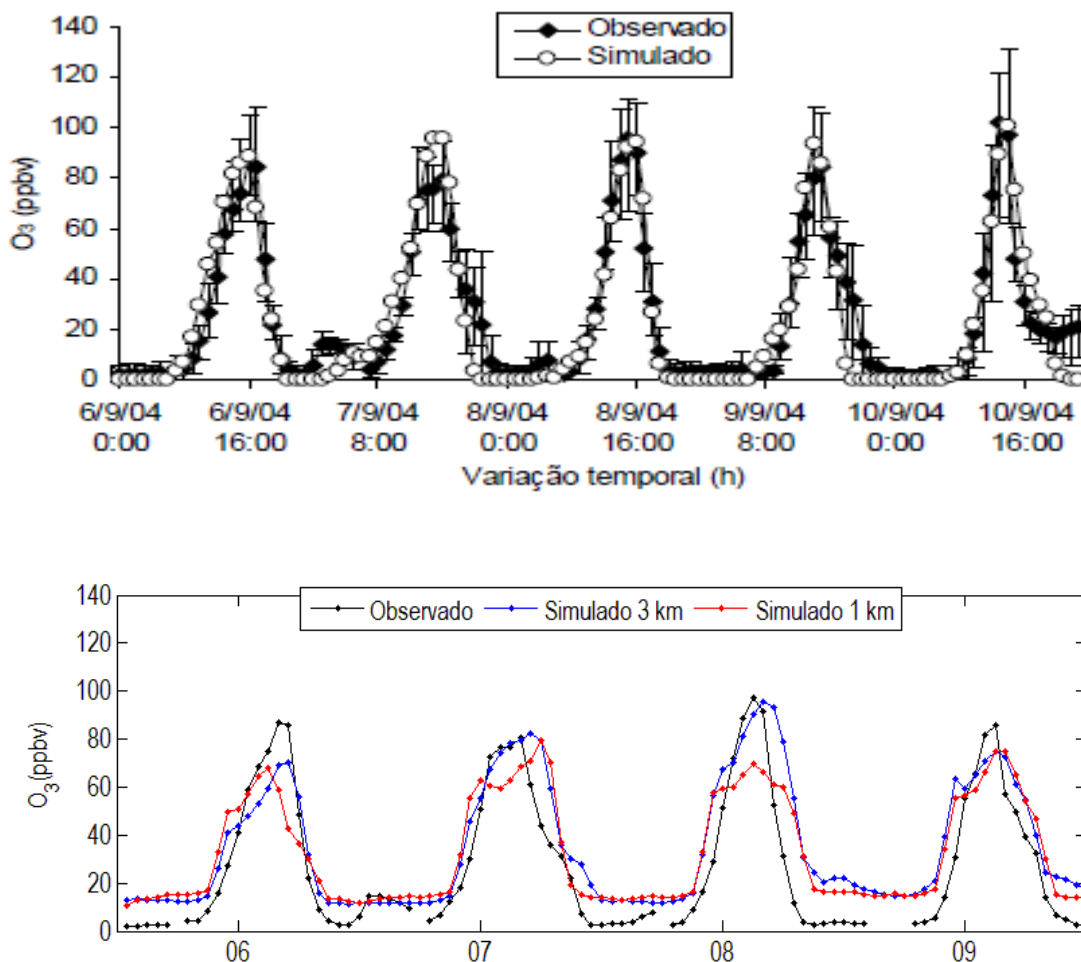 140
120
100
80
60
40
20
0
O3 (ppbv)
Observado
Simulado
6/9/04 6/9/04 7/9/04 8/9/04 8/9/04 9/9/04 10/9/04 10/9/04
0:00 16:00 8:00 0:00 16:00 8:00 0:00 16:00
Variação temporal (h)
140
120
100
80
60
40
20
0
O3(ppbv)
Observado Simulado 3 km Simulado 1 km
06 07 08 09